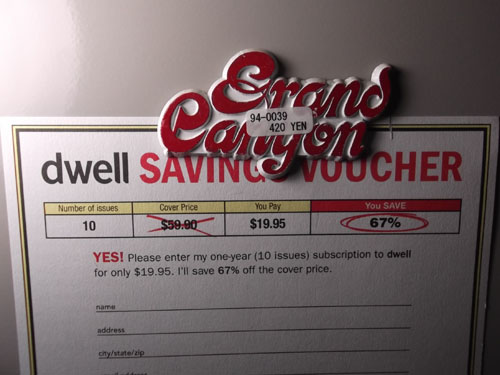 Grand
Canyon
94-0039
420 YEN
dwell SAVINGS VOUCHER
Number of issues Cover Price You Pay You SAVE
10 $59.90 $19.95 67%
YES! Please enter my one-year (10 issues) subscription to dwell
for only $19.95. I'll save 67% off the cover price.
name
address
city/state/zip